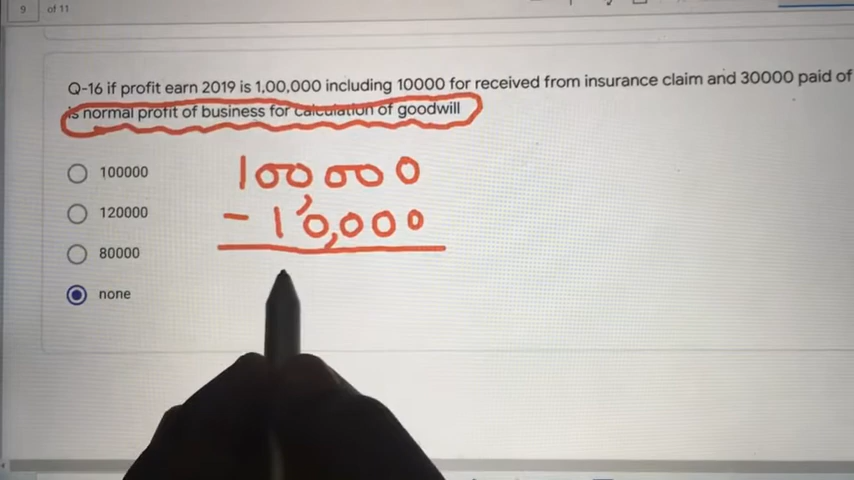 9 of 11
Q-16 if profit earn 2019 is 1,00,000 including 10000 for received from insurance claim and 30000 paid of
is normal profit of business for calculation of goodwill
100000
120000
80000
none
100000
- 10,000